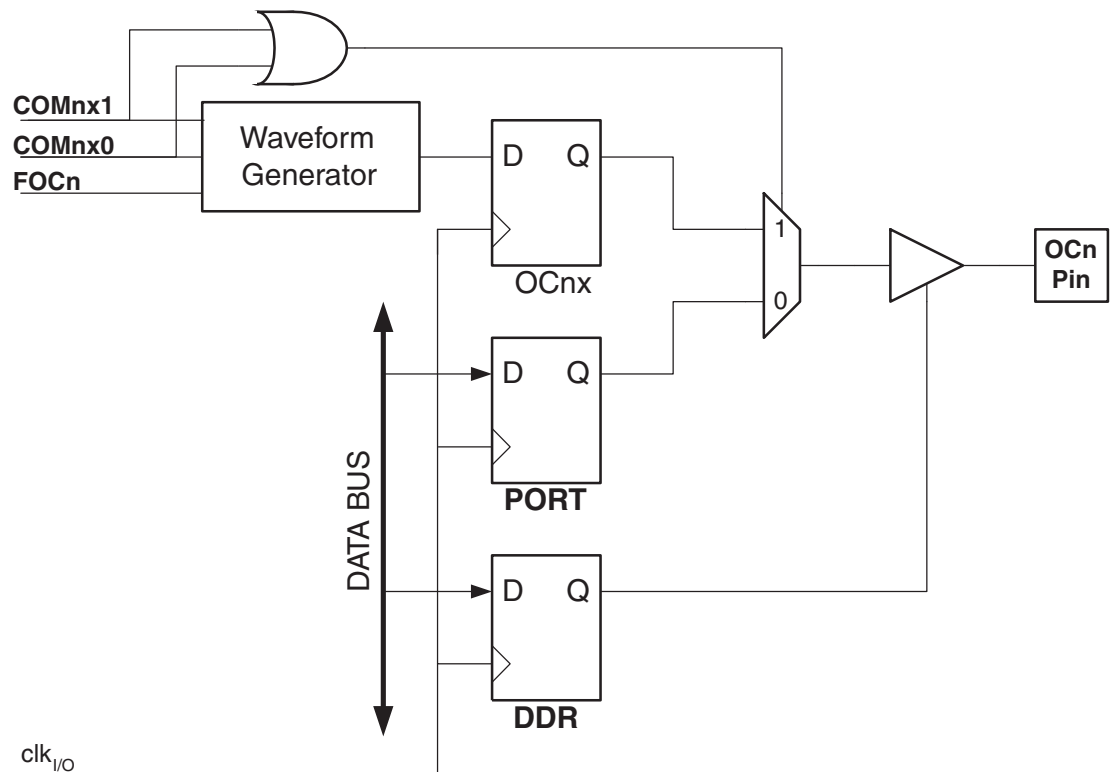 COMnx1
COMnx0
FOCn
Waveform
Generator
D Q
OCnx
1
0
OCn
Pin
D Q
PORT
DATA BUS
D Q
DDR
clkI/O